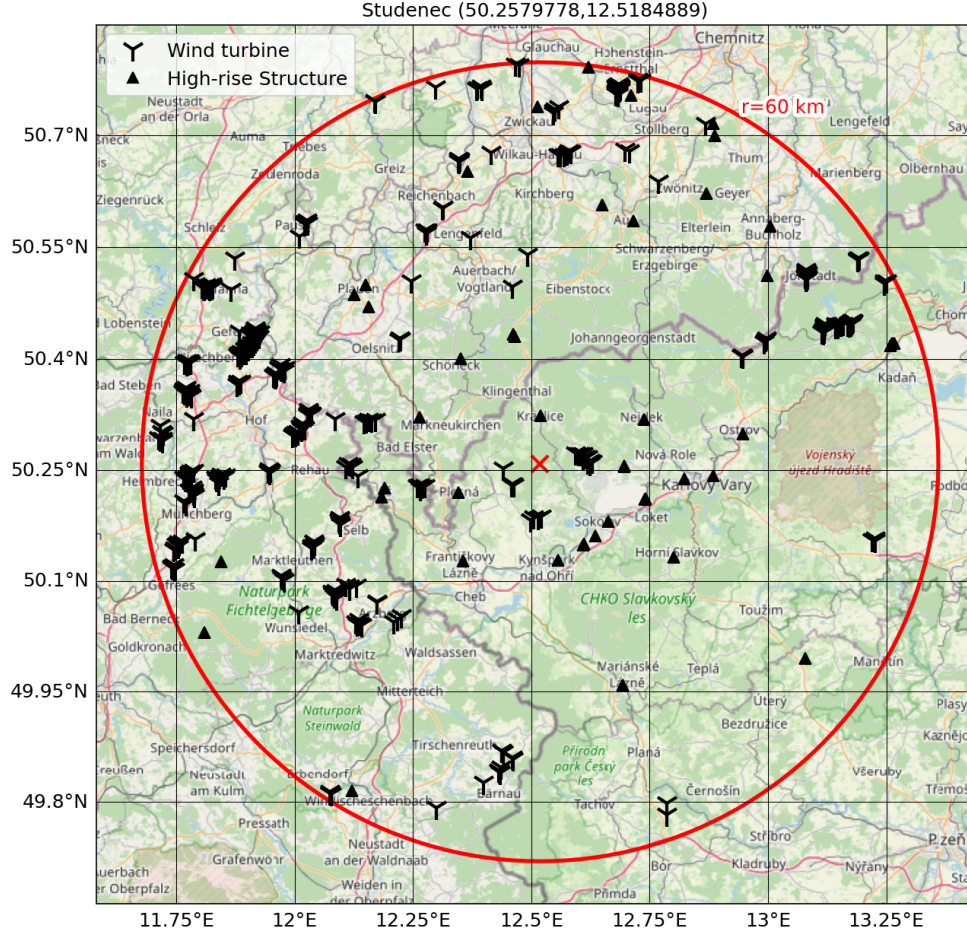 Studenec (50.2579778,12.5184889)
Wind turbine
High-rise Structure
r=60 km
50.7°N
50.55°N
50.4°N
50.25°N
50.1°N
49.95°N
49.8°N
11.75°E
12°E
12.25°E
12.5°E
12.75°E
13°E
13.25°E
Glauchau
Chemnitz
Neustadt
an der Orla
Auma
Zwickau
Lugau
Stollberg
Lengefeld
Thum
Marienberg
Olbernhau
Zeulenroda
Greiz
Reichenbach
Kirchberg
Zwönitz
Geyer
Ziegenrück
Schleiz
Lengenfeld
Elterlein
Annaberg-
Buchholz
Schwarzenberg/
Erzgebirge
Auerbach/
Vogtland
Eibenstock
Jöhstadt
Bad Lobenstein
Oelsnitz
Johanngeorgenstadt
Schöneck
Klingenthal
Kadaň
Bad Steben
Naila
Hof
Markneukirchen
Kraslice
Nejdek
Ostrov
Bad Elster
Rehau
Nová Role
Vojenský
újezd Hradiště
Karlovy Vary
Münchberg
Selb
Plesná
Sokolov
Loket
Marktleuthen
Františkovy
Lázně
Kynšperk
nad Ohří
Horní Slavkov
Gefrees
Cheb
Naturpark
Fichtelgebirge
CHKO Slavkovský
les
Toužim
Bad Berneck
Wunsiedel
Goldkronach
Marktredwitz
Waldsassen
Mariánské
Lázně
Teplá
Manětín
Mitterteich
Úterý
Naturpark
Steinwald
Bezdružice
Speichersdorf
Tirschenreuth
Přírodní
park Český
les
Planá
Neustadt
am Kulm
Erbendorf
Windischeschenbach
Bärnau
Tachov
Černošín
Všeruby
Pressath
Stříbro
Grafenwöhr
Neustadt
an der Waldnaab
Bor
Kladruby
Nýřany
Weiden in
der Oberpfalz
Přimda